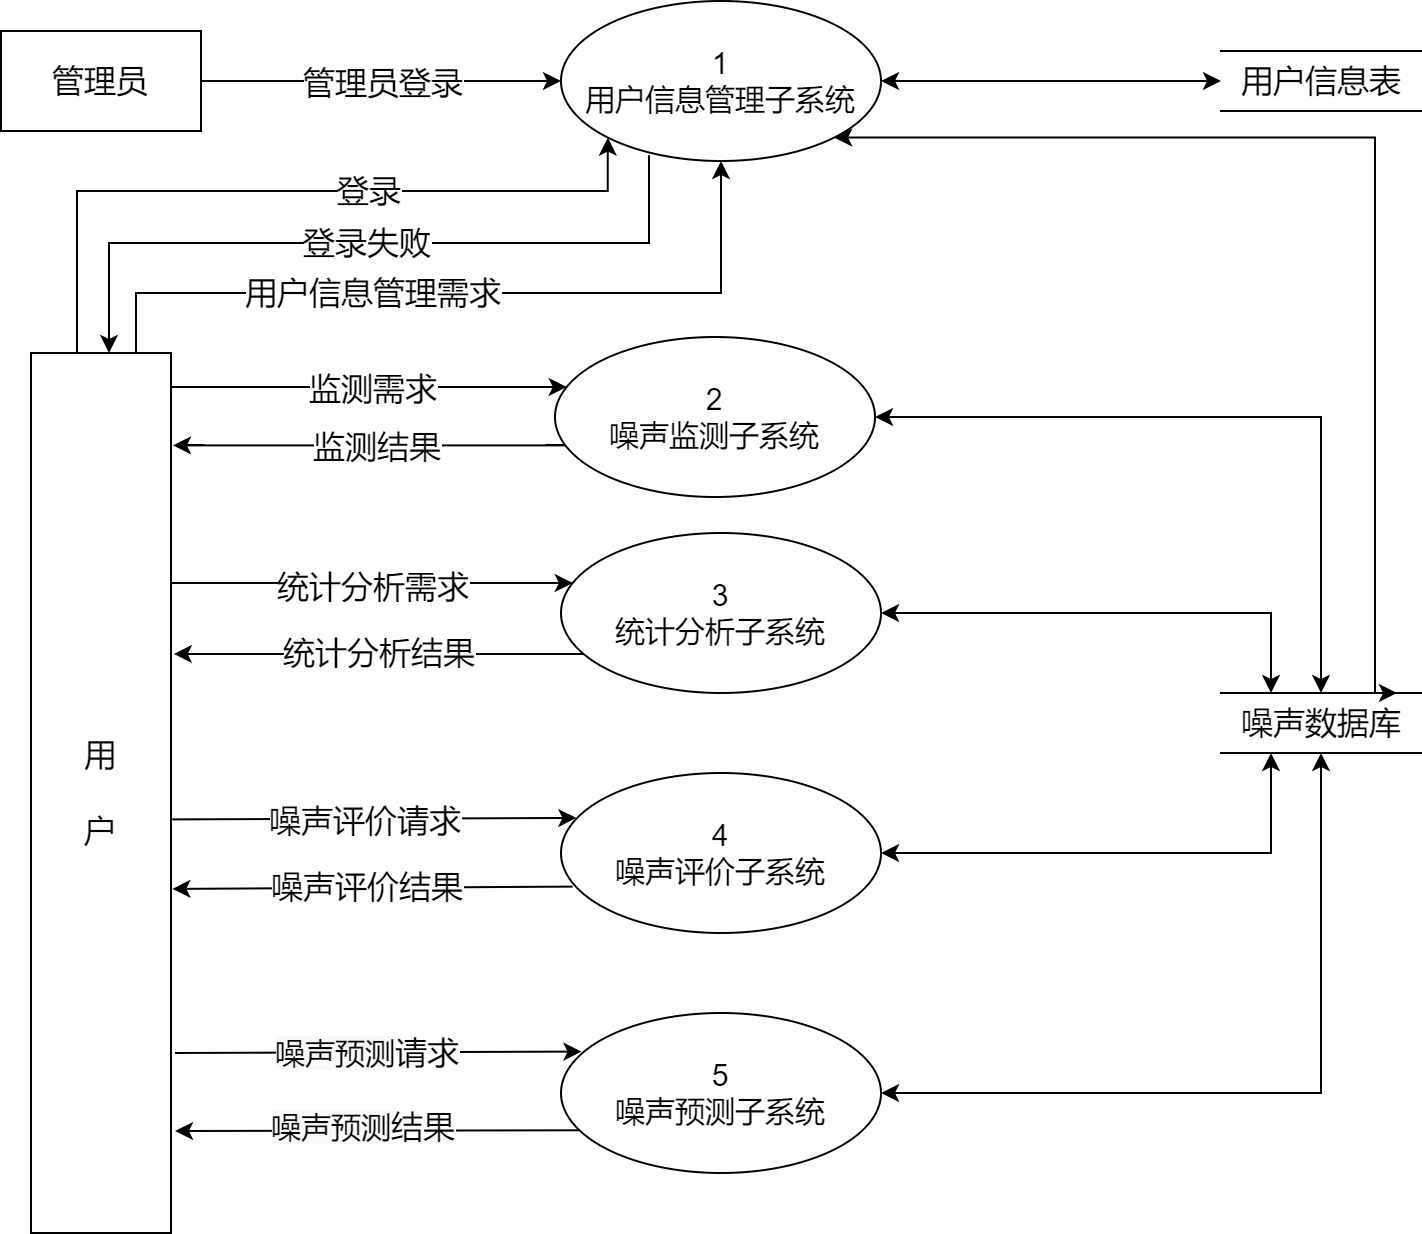 管理员
管理员登录
1
用户信息管理子系统
用户信息表
登录
登录失败
用户信息管理需求
监测需求
2
噪声监测子系统
监测结果
统计分析需求
3
统计分析子系统
统计分析结果
噪声数据库
用
户
噪声评价请求
4
噪声评价子系统
噪声评价结果
噪声预测请求
5
噪声预测子系统
噪声预测结果